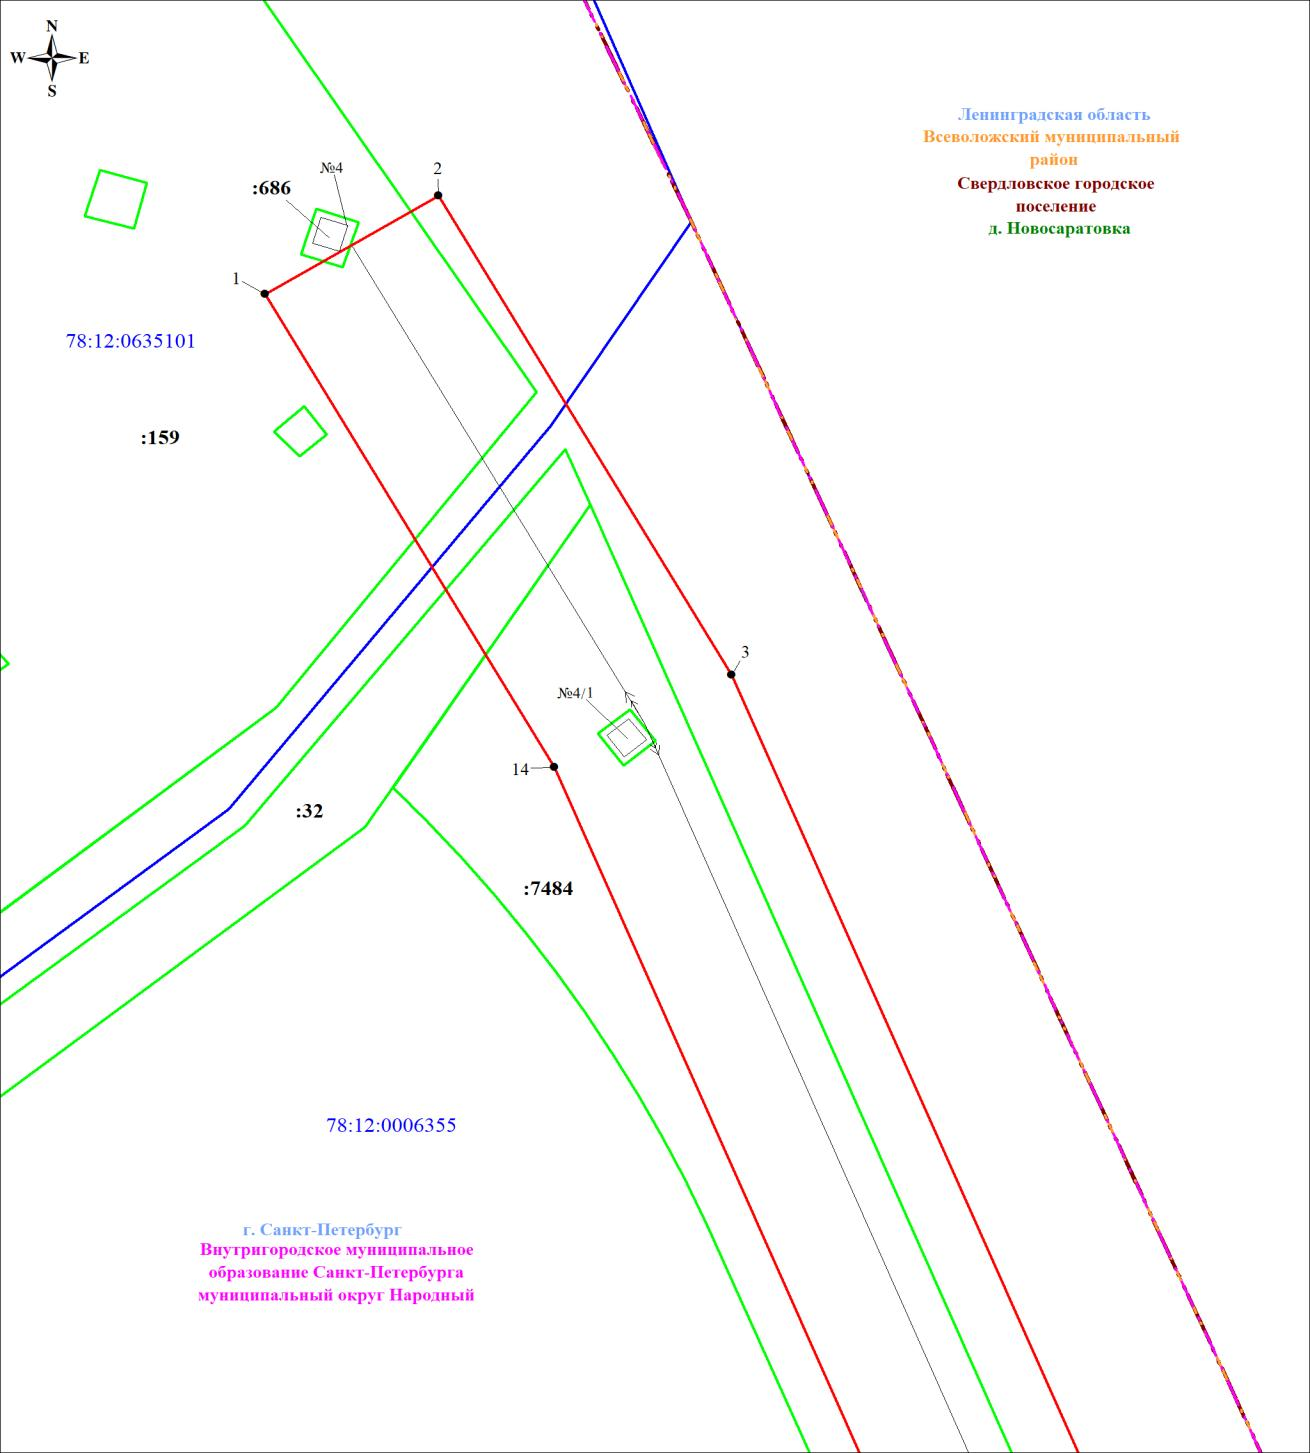 N
W E
S
Ленинградская область
Всеволожский муниципальный
район
Свердловское городское
поселение
д. Новосаратовка
№4
2
:686
1
78:12:0635101
:159
3
№4/1
14
:32
:7484
78:12:0006355
г. Санкт-Петербург
Внутригородское муниципальное
образование Санкт-Петербурга
муниципальный округ Народный